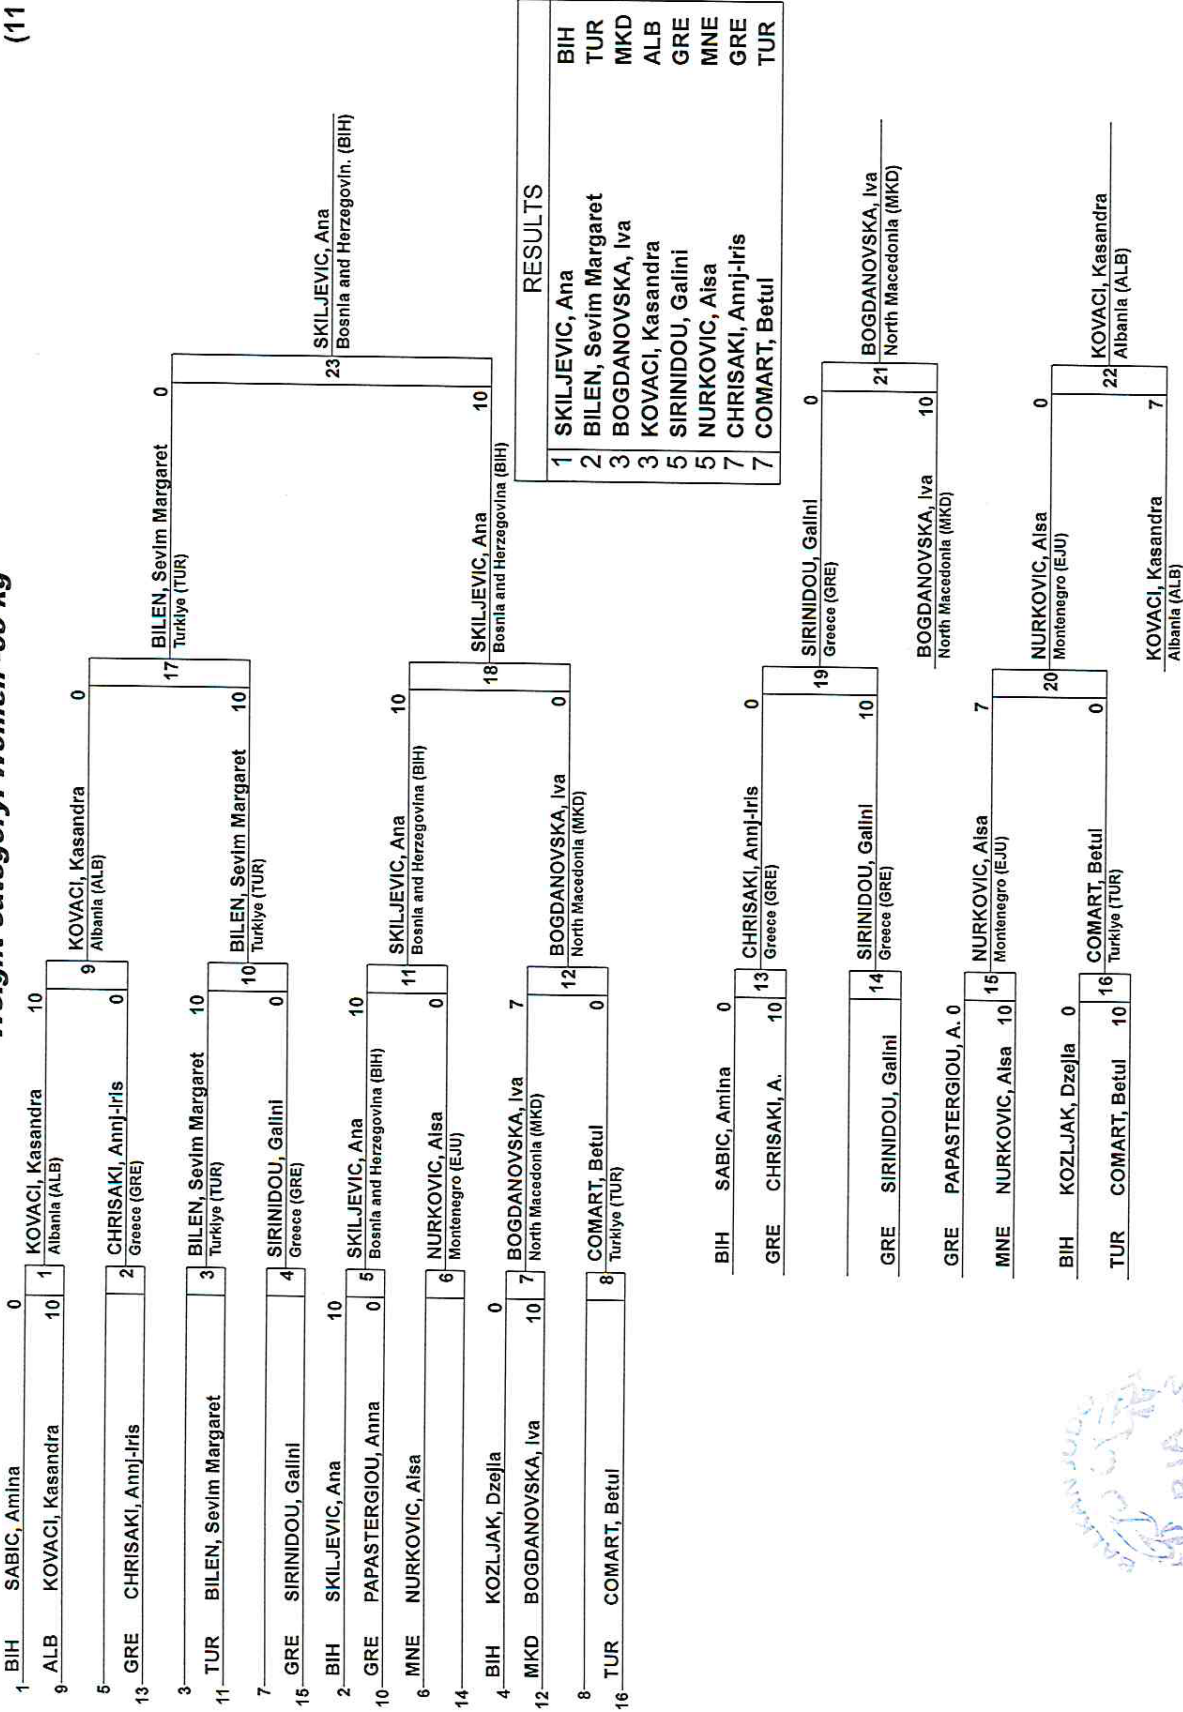 Weight category: Women kg
(11
BIH SABIC, Amina 0
1
ALB KOVACI, Kasandra 10
9
1
5
GRE CHRISAKI, Annj-Iris
13
2
3
TUR BILEN, Sevim Margaret
11
3
7
GRE SIRINIDOU, Galini
15
4
BIH SKILJEVIC, Ana 10
2
GRE PAPASTERGIOU, Anna 0
10
5
MNE NURKOVIC, Aisa
6
14
6
BIH KOZLJAK, Dzejla 0
4
MKD BOGDANOVSKA, Iva 10
12
7
8
TUR COMART, Betul
16
8
KOVACI, Kasandra 10
Albania (ALB)
CHRISAKI, Annj-Iris 0
Greece (GRE)
9
BILEN, Sevim Margaret 10
Turkiye (TUR)
SIRINIDOU, Galini 0
Greece (GRE)
10
SKILJEVIC, Ana 10
Bosnia and Herzegovina (BIH)
NURKOVIC, Aisa 0
Montenegro (EJU)
11
BOGDANOVSKA, Iva 7
North Macedonia (MKD)
COMART, Betul 0
Turkiye (TUR)
12
KOVACI, Kasandra 0
Albania (ALB)
BILEN, Sevim Margaret 10
Turkiye (TUR)
17
SKILJEVIC, Ana 10
Bosnia and Herzegovina (BIH)
BOGDANOVSKA, Iva 0
North Macedonia (MKD)
18
BILEN, Sevim Margaret 0
Turkiye (TUR)
SKILJEVIC, Ana 10
Bosnia and Herzegovina (BIH)
23
SKILJEVIC, Ana
Bosnia and Herzegovin. (BIH)
RESULTS
1 SKILJEVIC, Ana BIH
2 BILEN, Sevim Margaret TUR
3 BOGDANOVSKA, Iva MKD
3 KOVACI, Kasandra ALB
5 SIRINIDOU, Galini GRE
5 NURKOVIC, Aisa MNE
7 CHRISAKI, Annj-Iris GRE
7 COMART, Betul TUR
BIH SABIC, Amina 0
GRE CHRISAKI, A. 10
13
GRE SIRINIDOU, Galini
14
GRE PAPASTERGIOU, A. 0
MNE NURKOVIC, Aisa 10
15
BIH KOZLJAK, Dzejla 0
TUR COMART, Betul 10
16
CHRISAKI, Annj-Iris 0
Greece (GRE)
SIRINIDOU, Galini 10
Greece (GRE)
19
NURKOVIC, Aisa 7
Montenegro (EJU)
COMART, Betul 0
Turkiye (TUR)
20
SIRINIDOU, Galini 0
Greece (GRE)
BOGDANOVSKA, Iva 10
North Macedonia (MKD)
21
NURKOVIC, Aisa 0
Montenegro (EJU)
KOVACI, Kasandra 7
Albania (ALB)
22
BOGDANOVSKA, Iva
North Macedonia (MKD)
KOVACI, Kasandra
Albania (ALB)